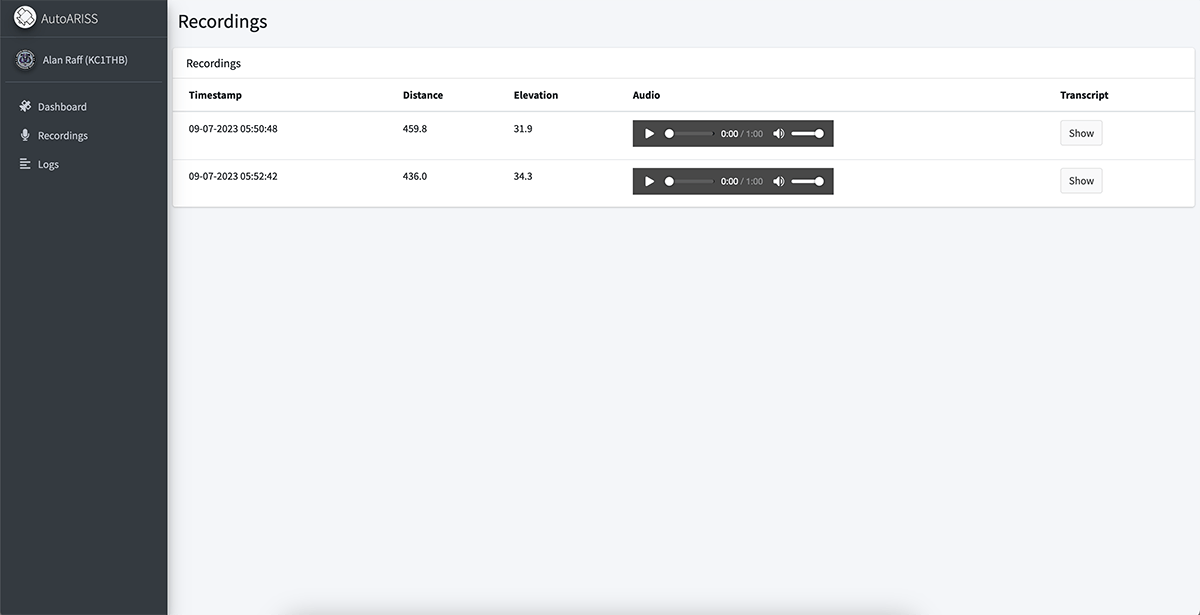 AutoARISS
Alan Raff (KC1THB)
Dashboard
Recordings
Logs
Recordings
Recordings
Timestamp Distance Elevation Audio Transcript
09-07-2023 05:50:48 459.8 31.9 0:00 / 1:00 Show
09-07-2023 05:52:42 436.0 34.3 0:00 / 1:00 Show